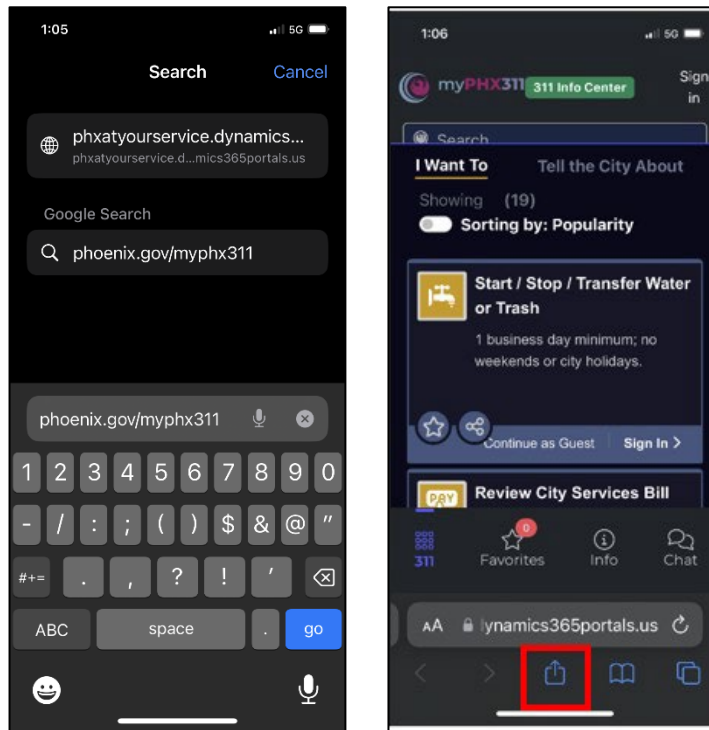 1:05
5G
Search
Cancel
phxatyourservice.dynamics...
phxatyourservice.d...mics365portals.us
Google Search
phoenix.gov/myphx311
phoenix.gov/myphx311
1 2 3 4 5 6 7 8 9 0
- / : ; ( ) $ & @ "
#+= . , ? ! '
ABC space . go
1:06
5G
myPHX311
311 Info Center
Sign in
Search
I Want To
Tell the City About
Showing (19)
Sorting by: Popularity
Start / Stop / Transfer Water
or Trash
1 business day minimum; no
weekends or city holidays.
Continue as Guest
Sign In >
PAY
Review City Services Bill
0
311
Favorites
Info
Chat
AA
lynamics365portals.us